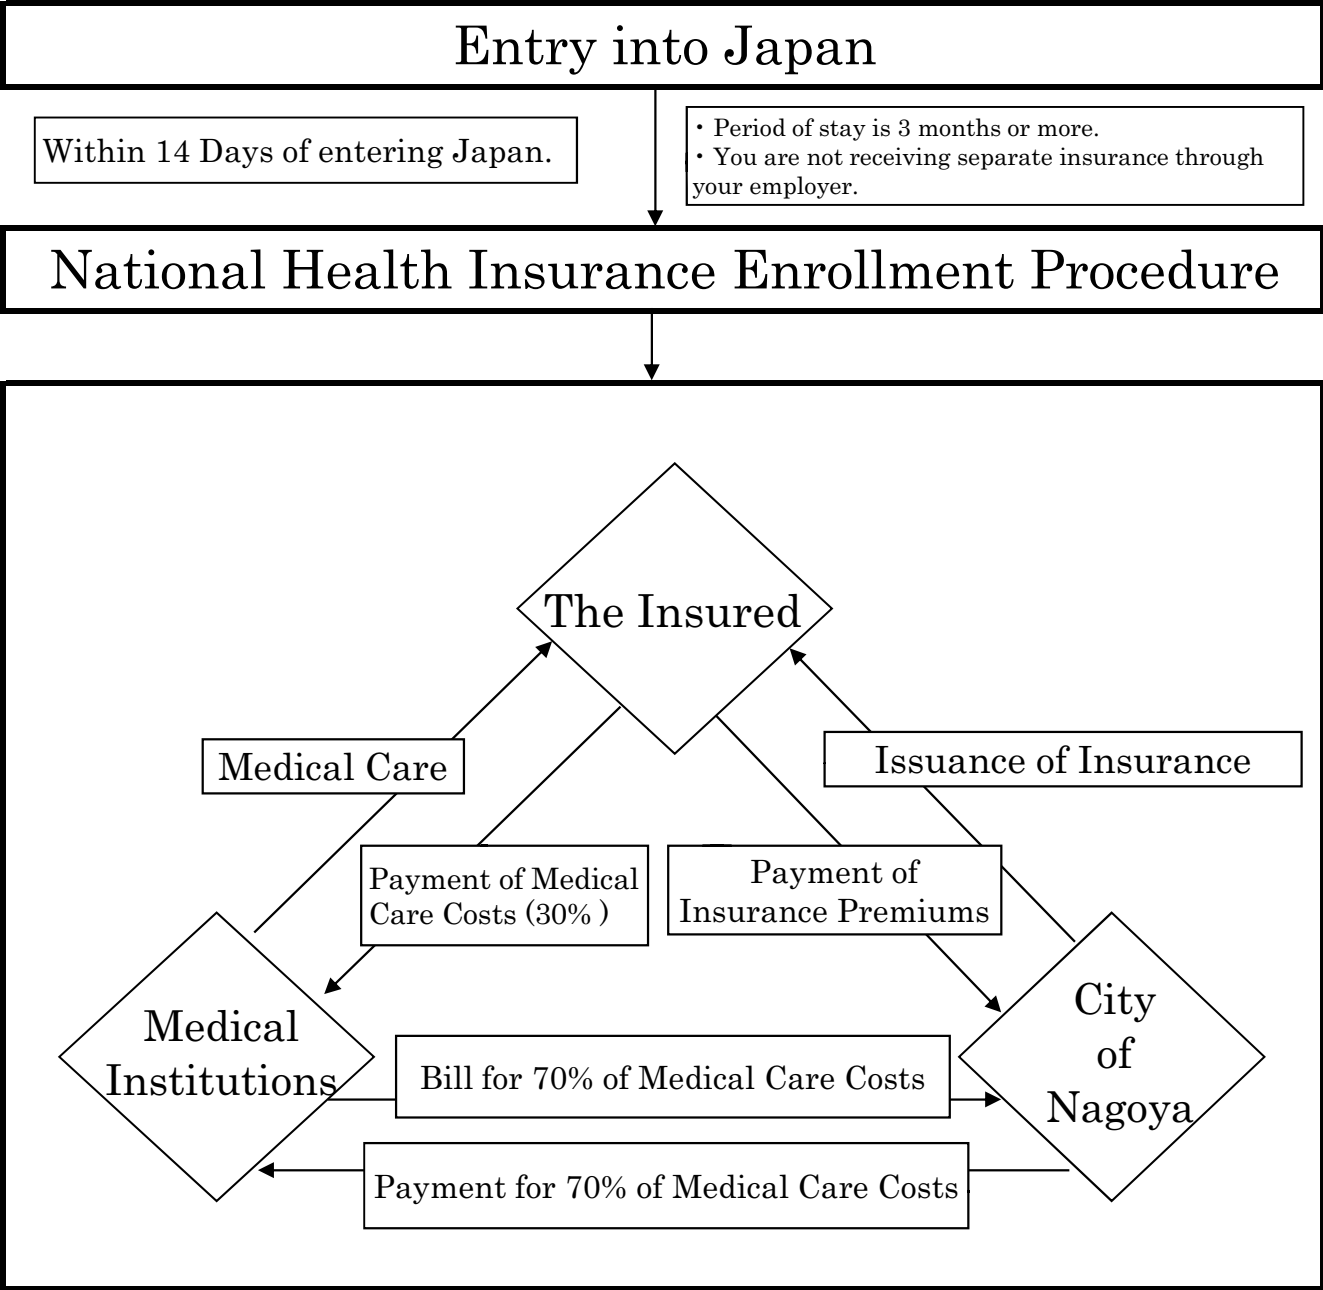 Entry into Japan
Within 14 Days of entering Japan.
・Period of stay is 3 months or more.
・You are not receiving separate insurance through
your employer.
National Health Insurance Enrollment Procedure
The Insured
Medical Care
Issuance of Insurance
Payment of Medical
Care Costs (30% )
Payment of
Insurance Premiums
Medical
Institutions
City
of
Nagoya
Bill for 70% of Medical Care Costs
Payment for 70% of Medical Care Costs